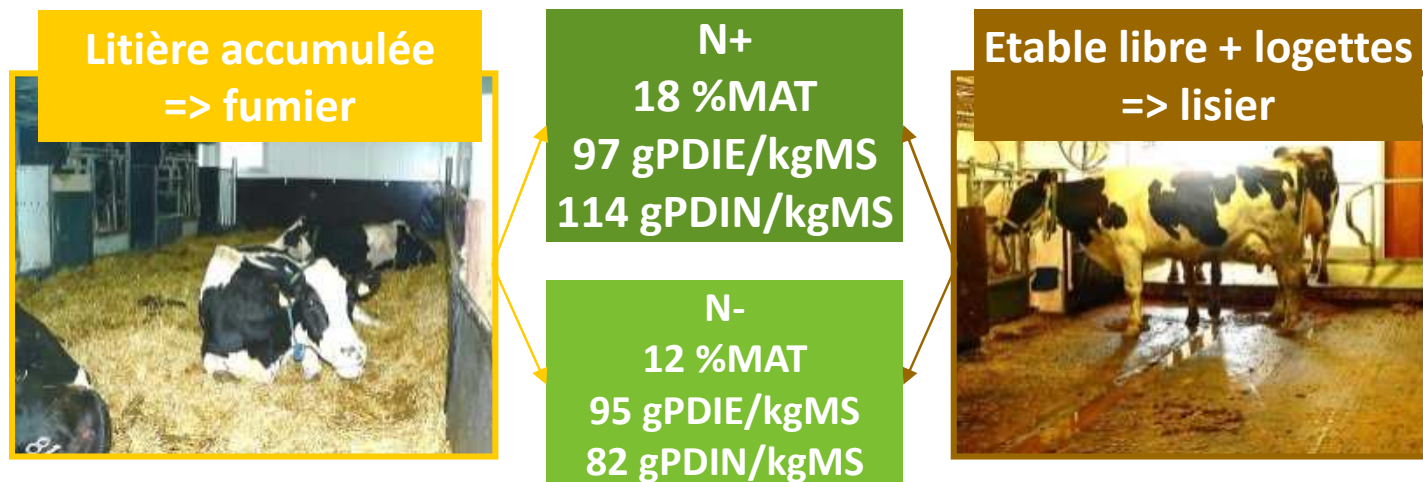 Litière accumulée
=> fumier
N+
18 %MAT
97 gPDIE/kgMS
114 gPDIN/kgMS
Etable libre + logettes
=> lisier
N-
12 %MAT
95 gPDIE/kgMS
82 gPDIN/kgMS
81